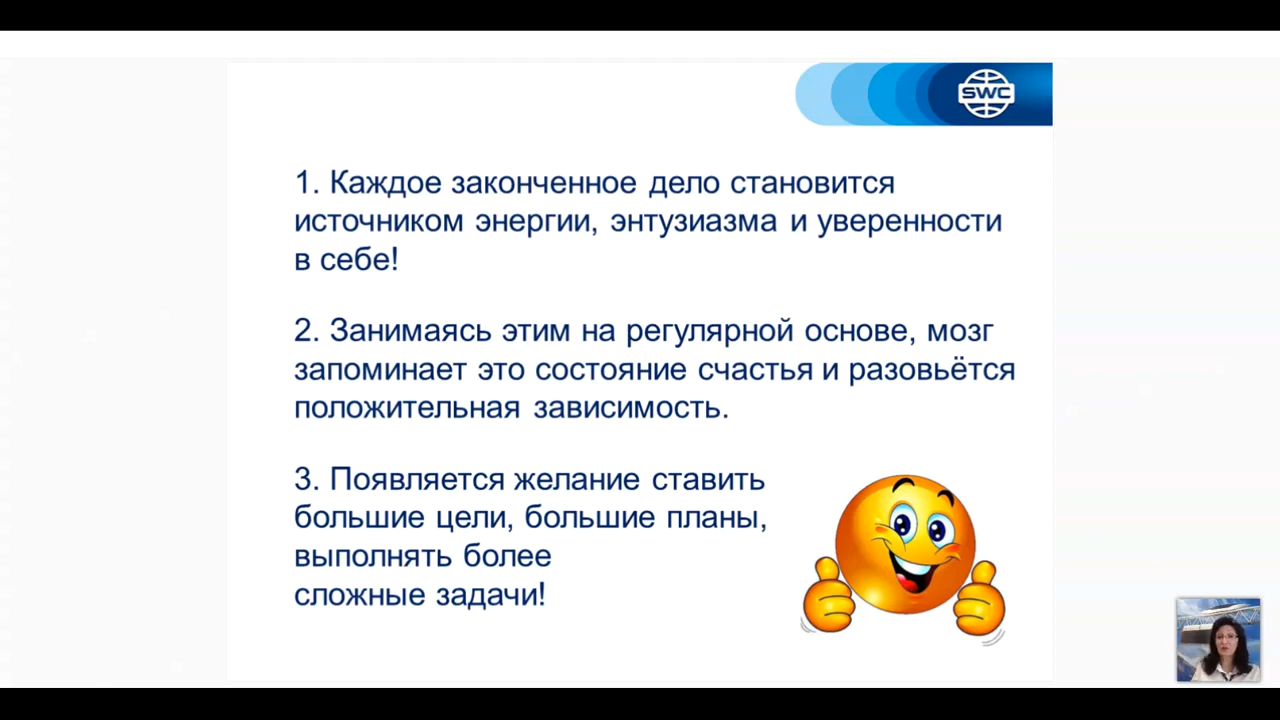 SWC
1. Каждое законченное дело становится
источником энергии, энтузиазма и уверенности
в себе!
2. Занимаясь этим на регулярной основе, мозг
запоминает это состояние счастья и разовьётся
положительная зависимость.
3. Появляется желание ставить
большие цели, большие планы,
выполнять более
сложные задачи!